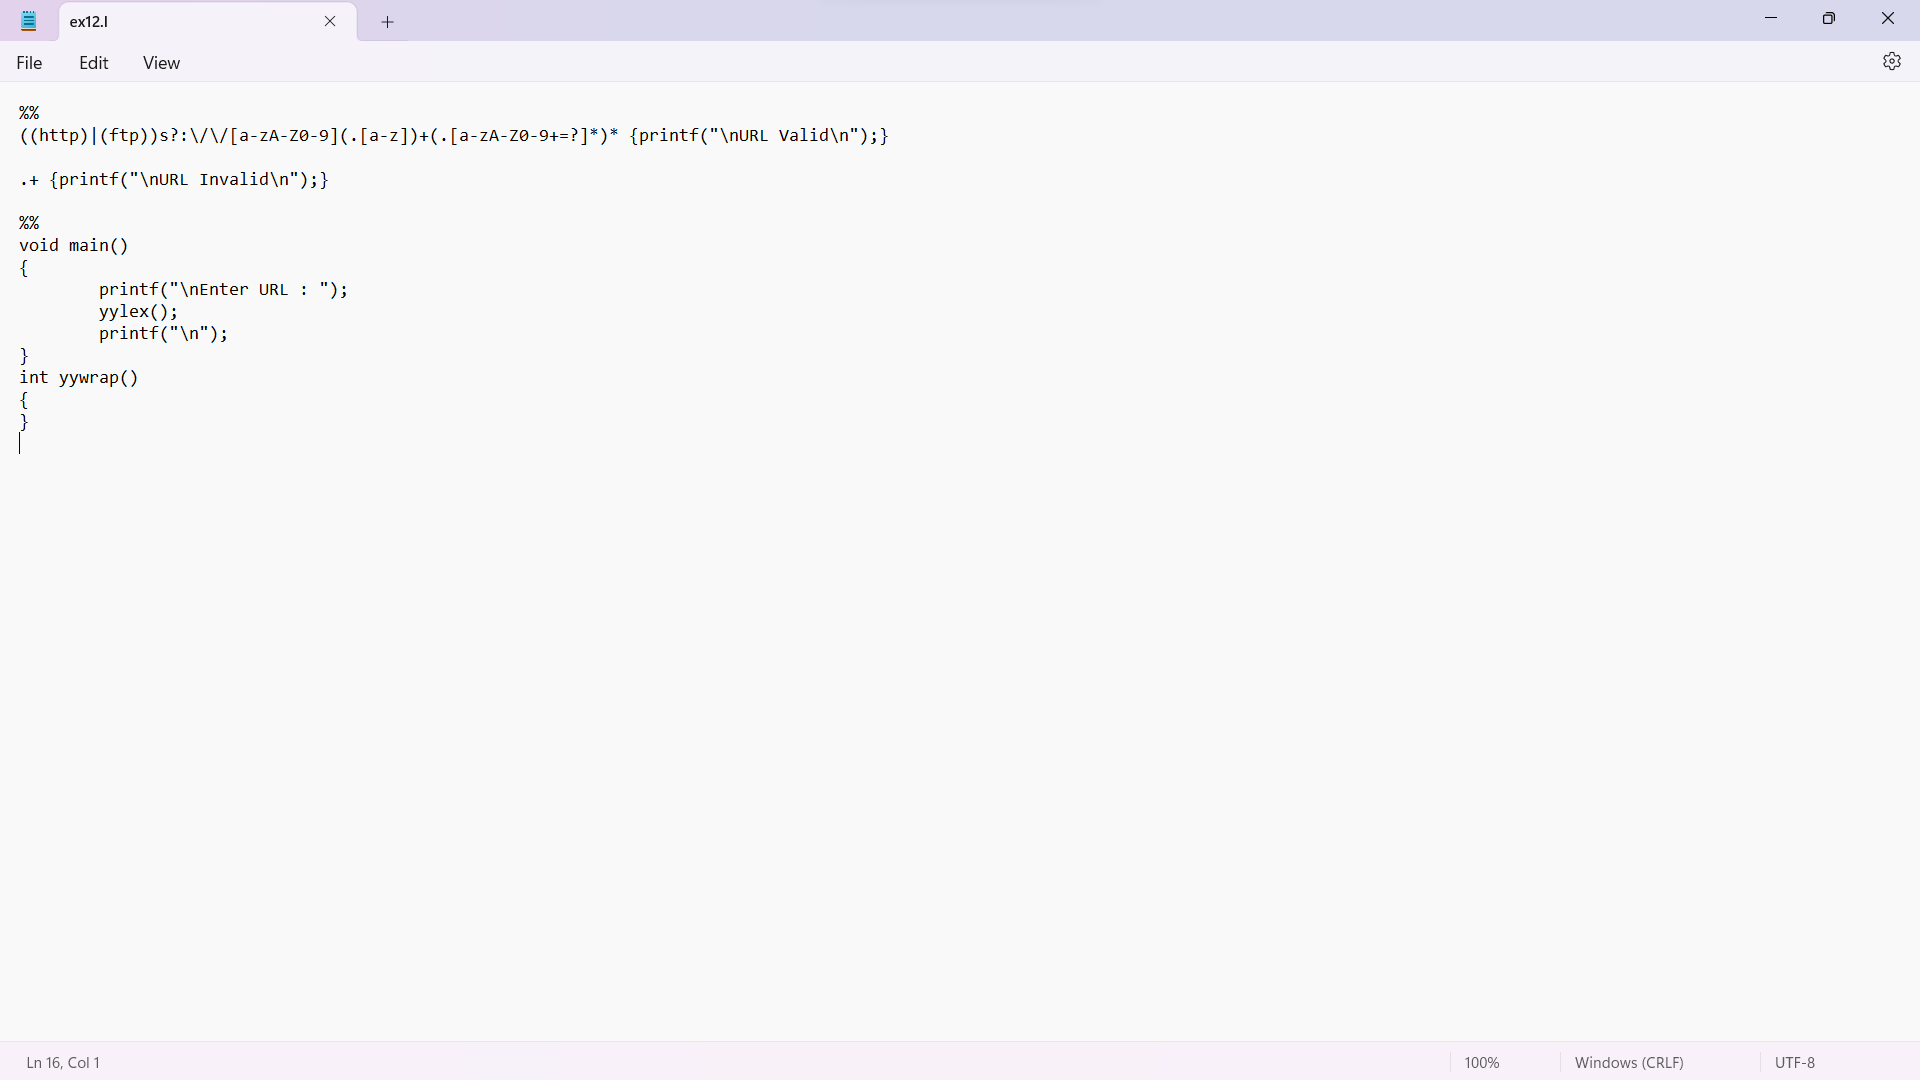 ex12.l
File Edit View
%%
((http)|(ftp))s?:\/\/[a-zA-Z0-9](.[a-z])+(.[a-zA-Z0-9+=?]*)* {printf("\nURL Valid\n");}
.+ {printf("\nURL Invalid\n");}
%%
void main()
{
        printf("\nEnter URL : ");
        yylex();
        printf("\n");
}
int yywrap()
{
}
Ln 16, Col 1 100% Windows (CRLF) UTF-8